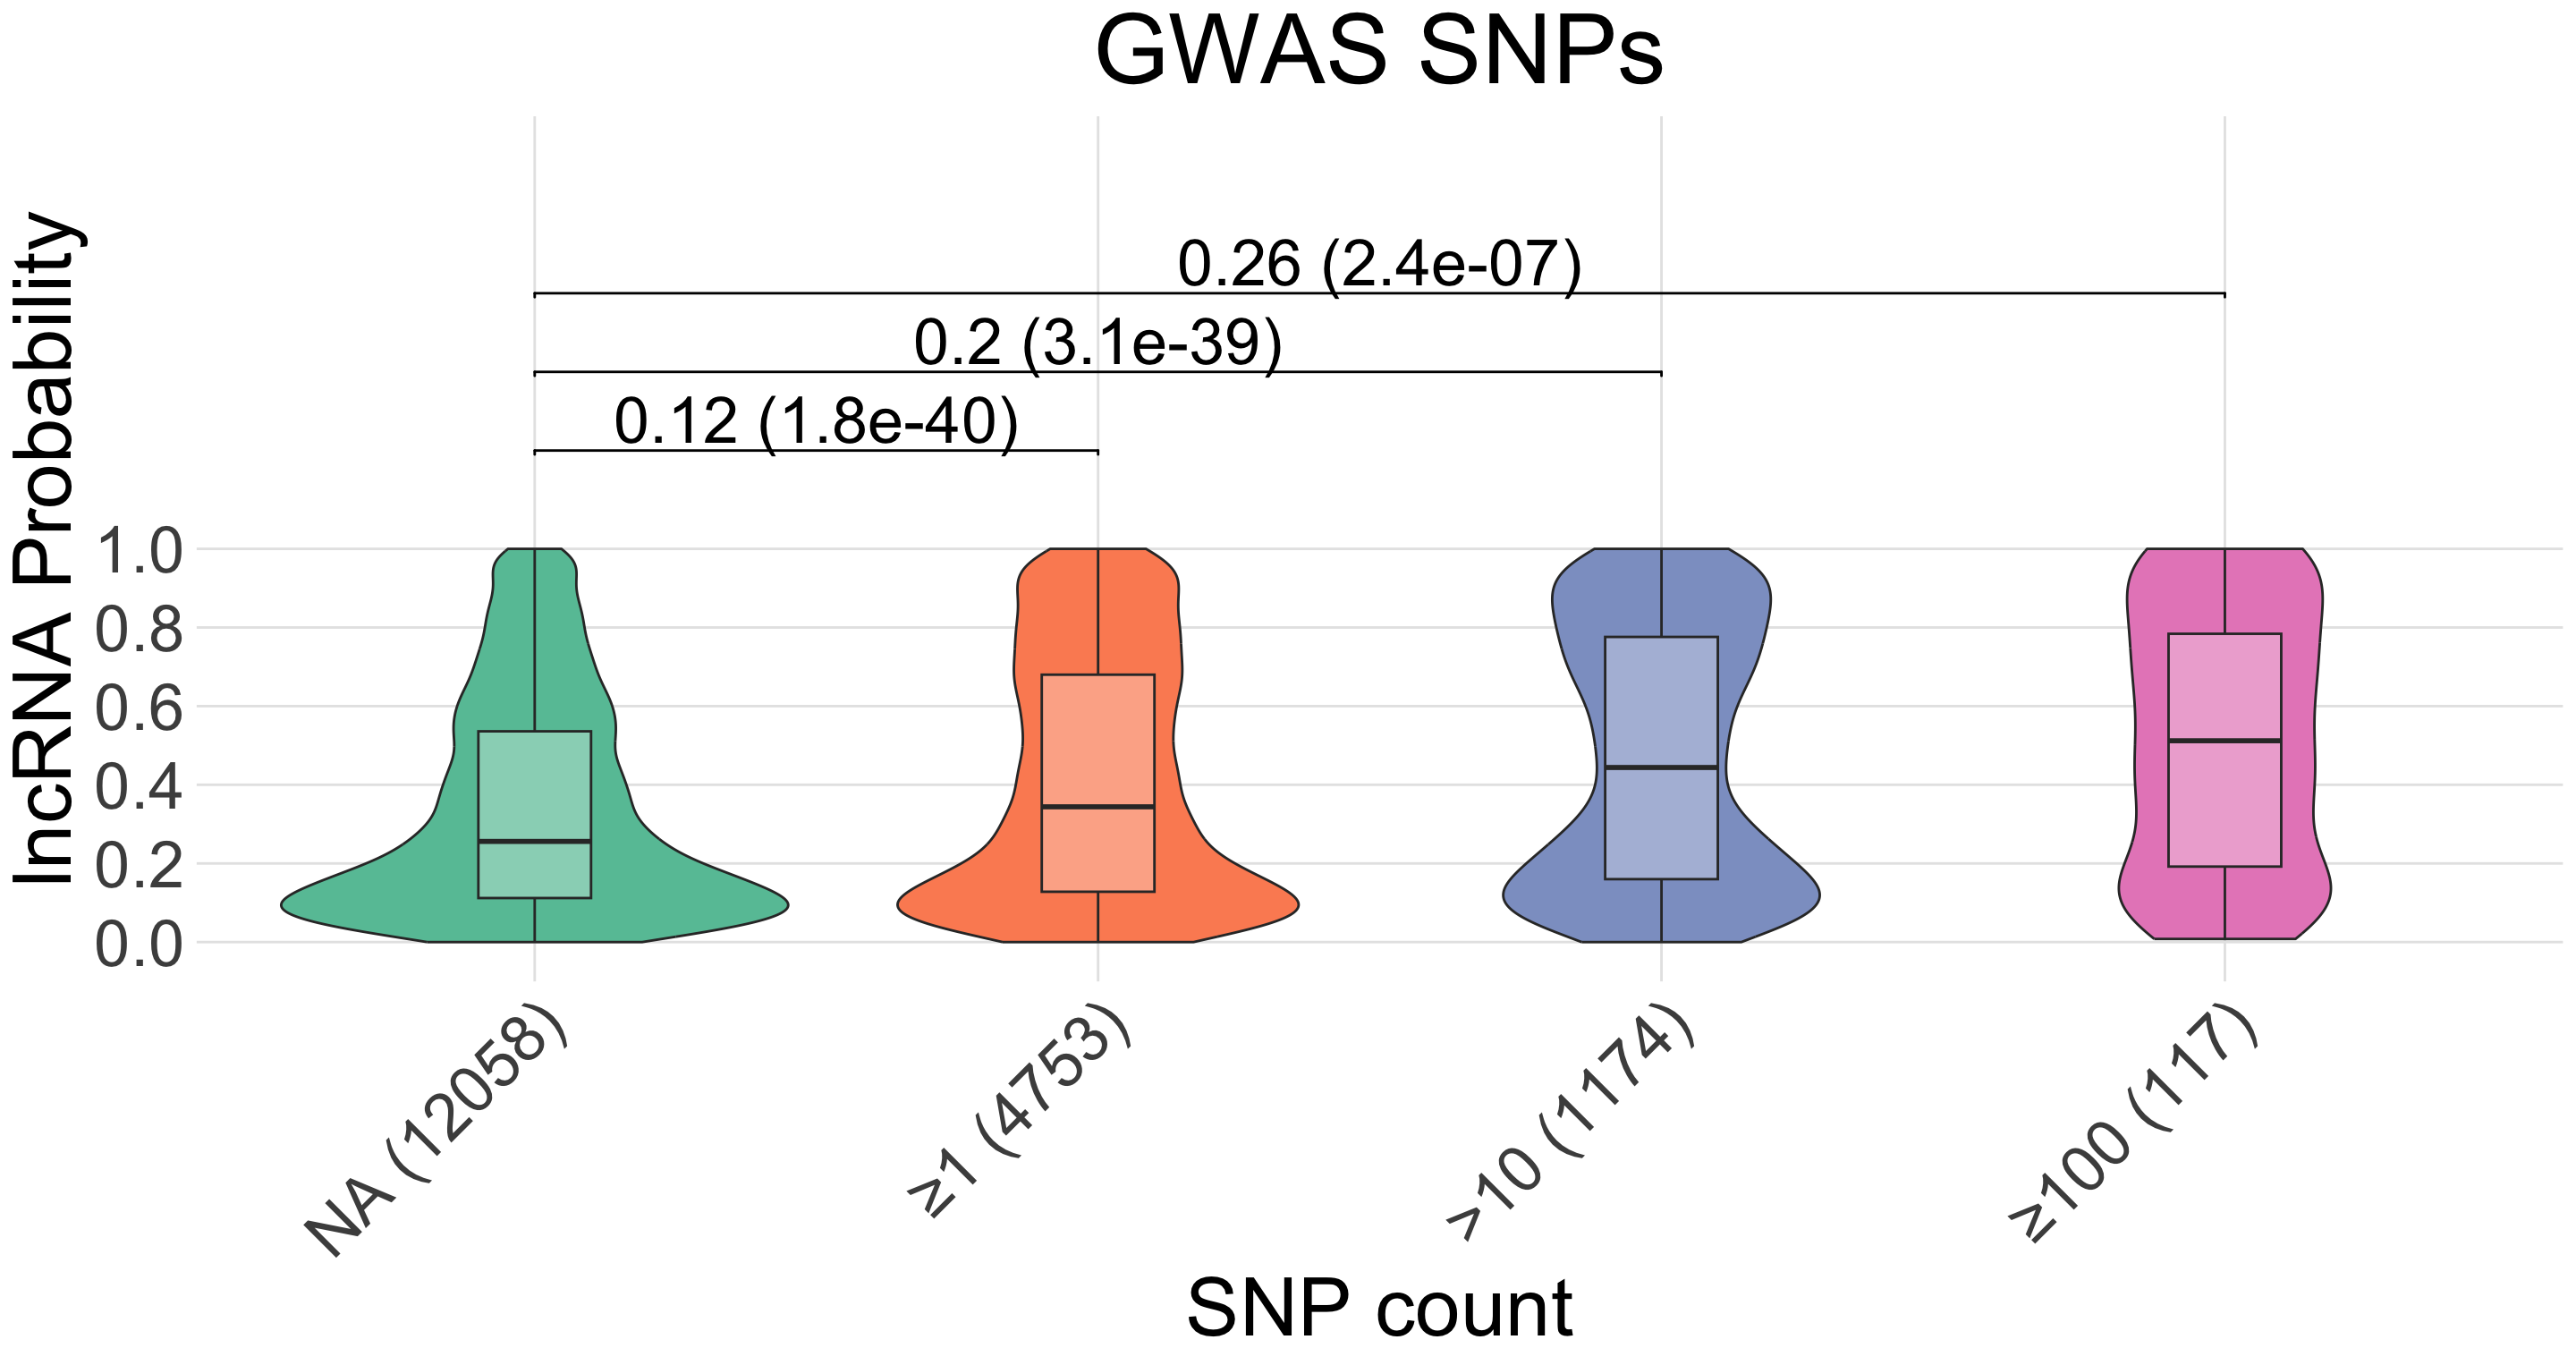 GWAS SNPs
0.26 (2.4e-07)
0.2 (3.1e-39)
0.12 (1.8e-40)
lncRNA Probability
1.0
0.8
0.6
0.4
0.2
0.0
NA (12058)
≥1 (4753)
>10 (1174)
≥100 (117)
SNP count